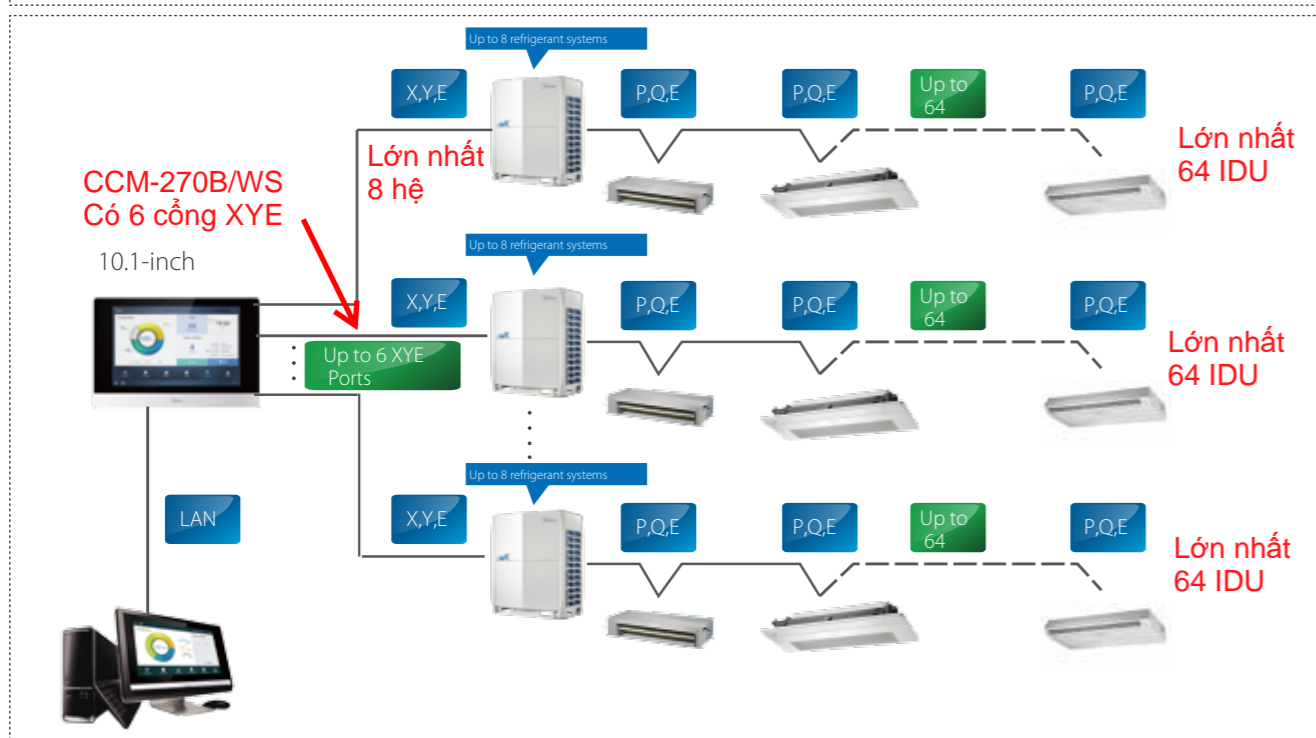 Up to 8 refrigerant systems
X,Y,E
P,Q,E
P,Q,E
Up to
64
P,Q,E
Lớn nhất
8 hệ
Lớn nhất
64 IDU
CCM-270B/WS
Có 6 cổng XYE
10.1-inch
Up to 8 refrigerant systems
X,Y,E
P,Q,E
P,Q,E
Up to
64
P,Q,E
Up to 6 XYE
Ports
Lớn nhất
64 IDU
Up to 8 refrigerant systems
LAN
X,Y,E
P,Q,E
P,Q,E
Up to
64
P,Q,E
Lớn nhất
64 IDU